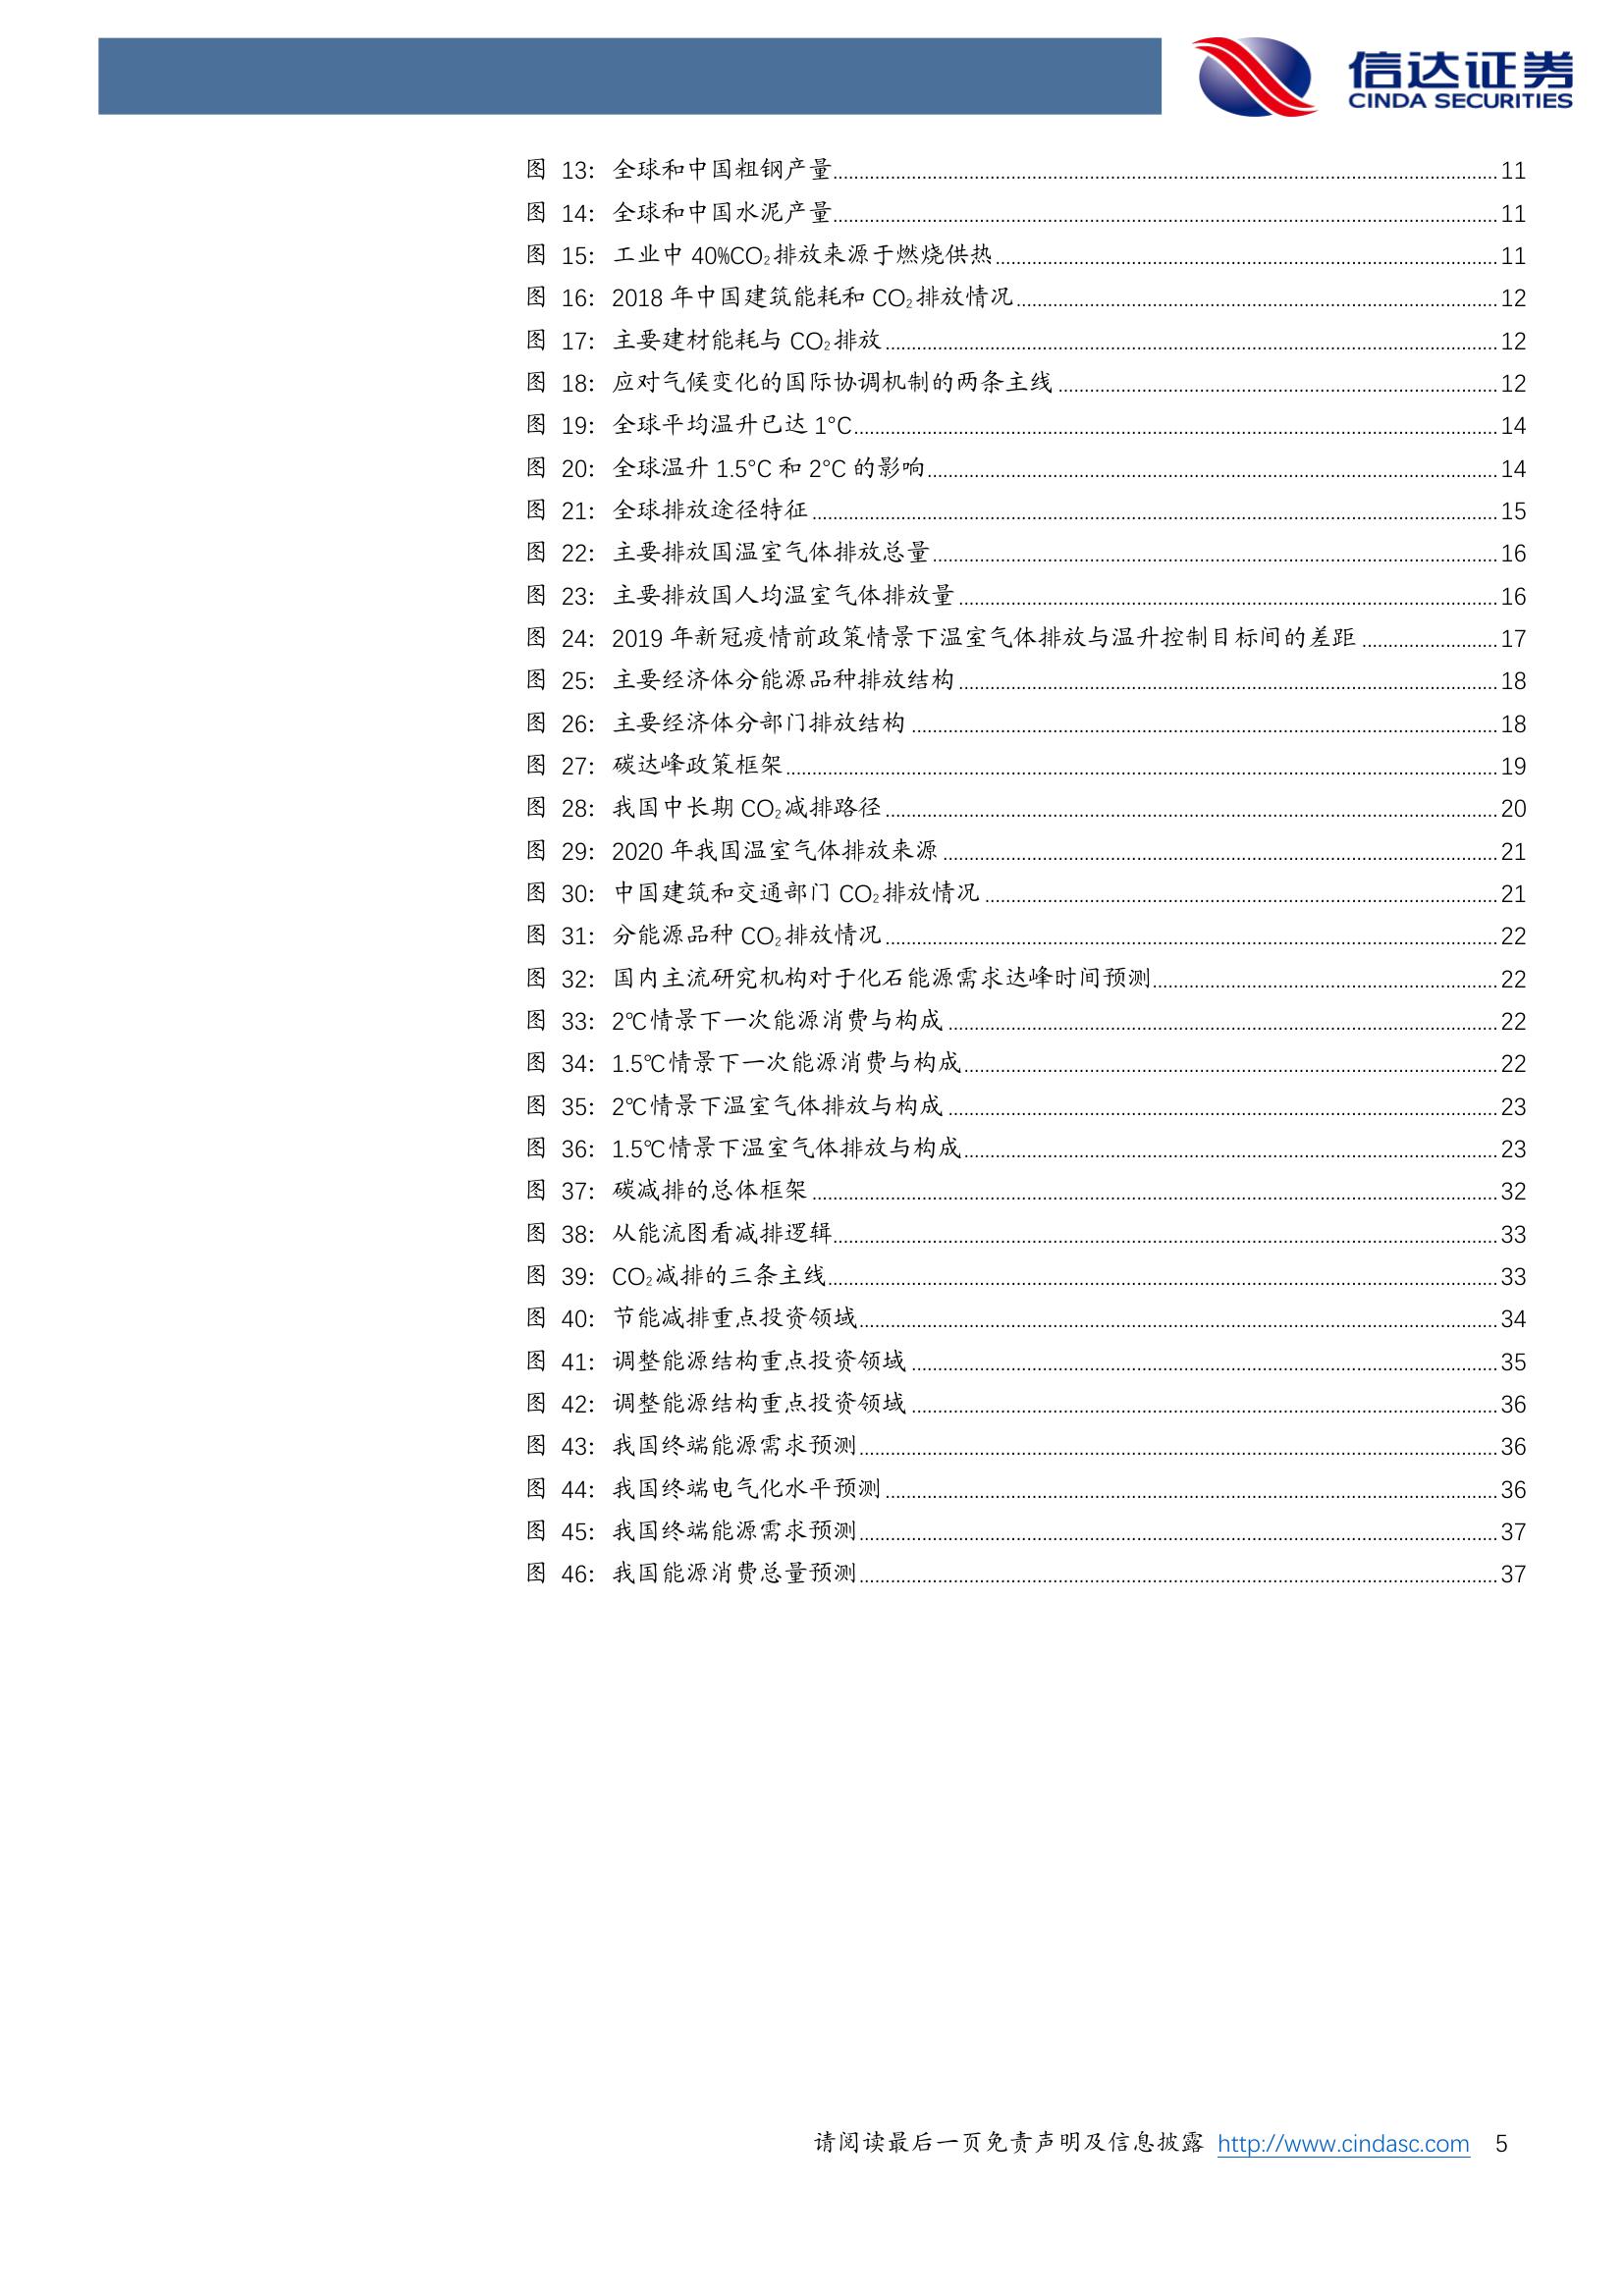 信达证券
CINDA SECURITIES
图 13：全球和中国粗钢产量 11
图 14：全球和中国水泥产量 11
图 15：工业中 40%CO₂排放来源于燃烧供热 11
图 16：2018 年中国建筑能耗和 CO₂排放情况 12
图 17：主要建材能耗与 CO₂排放 12
图 18：应对气候变化的国际协调机制的两条主线 12
图 19：全球平均温升已达 1°C 14
图 20：全球温升 1.5°C 和 2°C 的影响 14
图 21：全球排放途径特征 15
图 22：主要排放国温室气体排放总量 16
图 23：主要排放国人均温室气体排放量 16
图 24：2019 年新冠疫情前政策情景下温室气体排放与温升控制目标间的差距 17
图 25：主要经济体分能源品种排放结构 18
图 26：主要经济体分部门排放结构 18
图 27：碳达峰政策框架 19
图 28：我国中长期 CO₂减排路径 20
图 29：2020 年我国温室气体排放来源 21
图 30：中国建筑和交通部门 CO₂排放情况 21
图 31：分能源品种 CO₂排放情况 22
图 32：国内主流研究机构对于化石能源需求达峰时间预测 22
图 33：2℃情景下一次能源消费与构成 22
图 34：1.5℃情景下一次能源消费与构成 22
图 35：2℃情景下温室气体排放与构成 23
图 36：1.5℃情景下温室气体排放与构成 23
图 37：碳减排的总体框架 32
图 38：从能流图看减排逻辑 33
图 39：CO₂减排的三条主线 33
图 40：节能减排重点投资领域 34
图 41：调整能源结构重点投资领域 35
图 42：调整能源结构重点投资领域 36
图 43：我国终端能源需求预测 36
图 44：我国终端电气化水平预测 36
图 45：我国终端能源需求预测 37
图 46：我国能源消费总量预测 37
请阅读最后一页免责声明及信息披露 http://www.cindasc.com 5